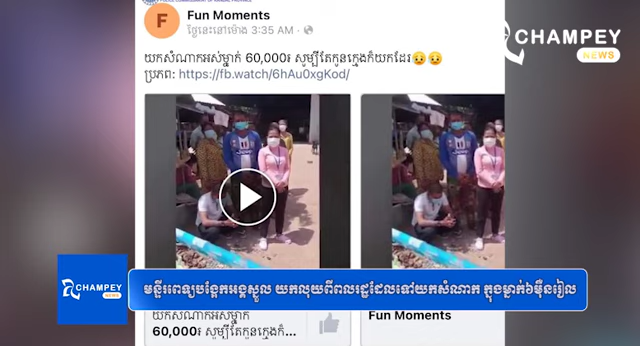 POLICE COMMISSARIAT OF KANDAL PROVINCE
F
Fun Moments
ថ្ងៃនេះនៅម៉ោង 3:35 AM ·
យកសំណាកអស់ម្នាក់ 60,000៛ សូម្បីតែកូនក្មេងក៏យកដែរ😟😟
ប្រភព: https://fb.watch/6hAu0xgKod/
CHAMPEY
NEWS
CHAMPEY
NEWS
មន្ទីរពេទ្យបង្អែកអង្គស្នួល យកលុយពីពលរដ្ឋដែលទៅយកសំណាក ក្នុងម្នាក់៦ម៉ឺនរៀល
យកសំណាកអស់ម្នាក់
60,000៛ សូម្បីតែកូនក្មេងក៏...
Fun Moments